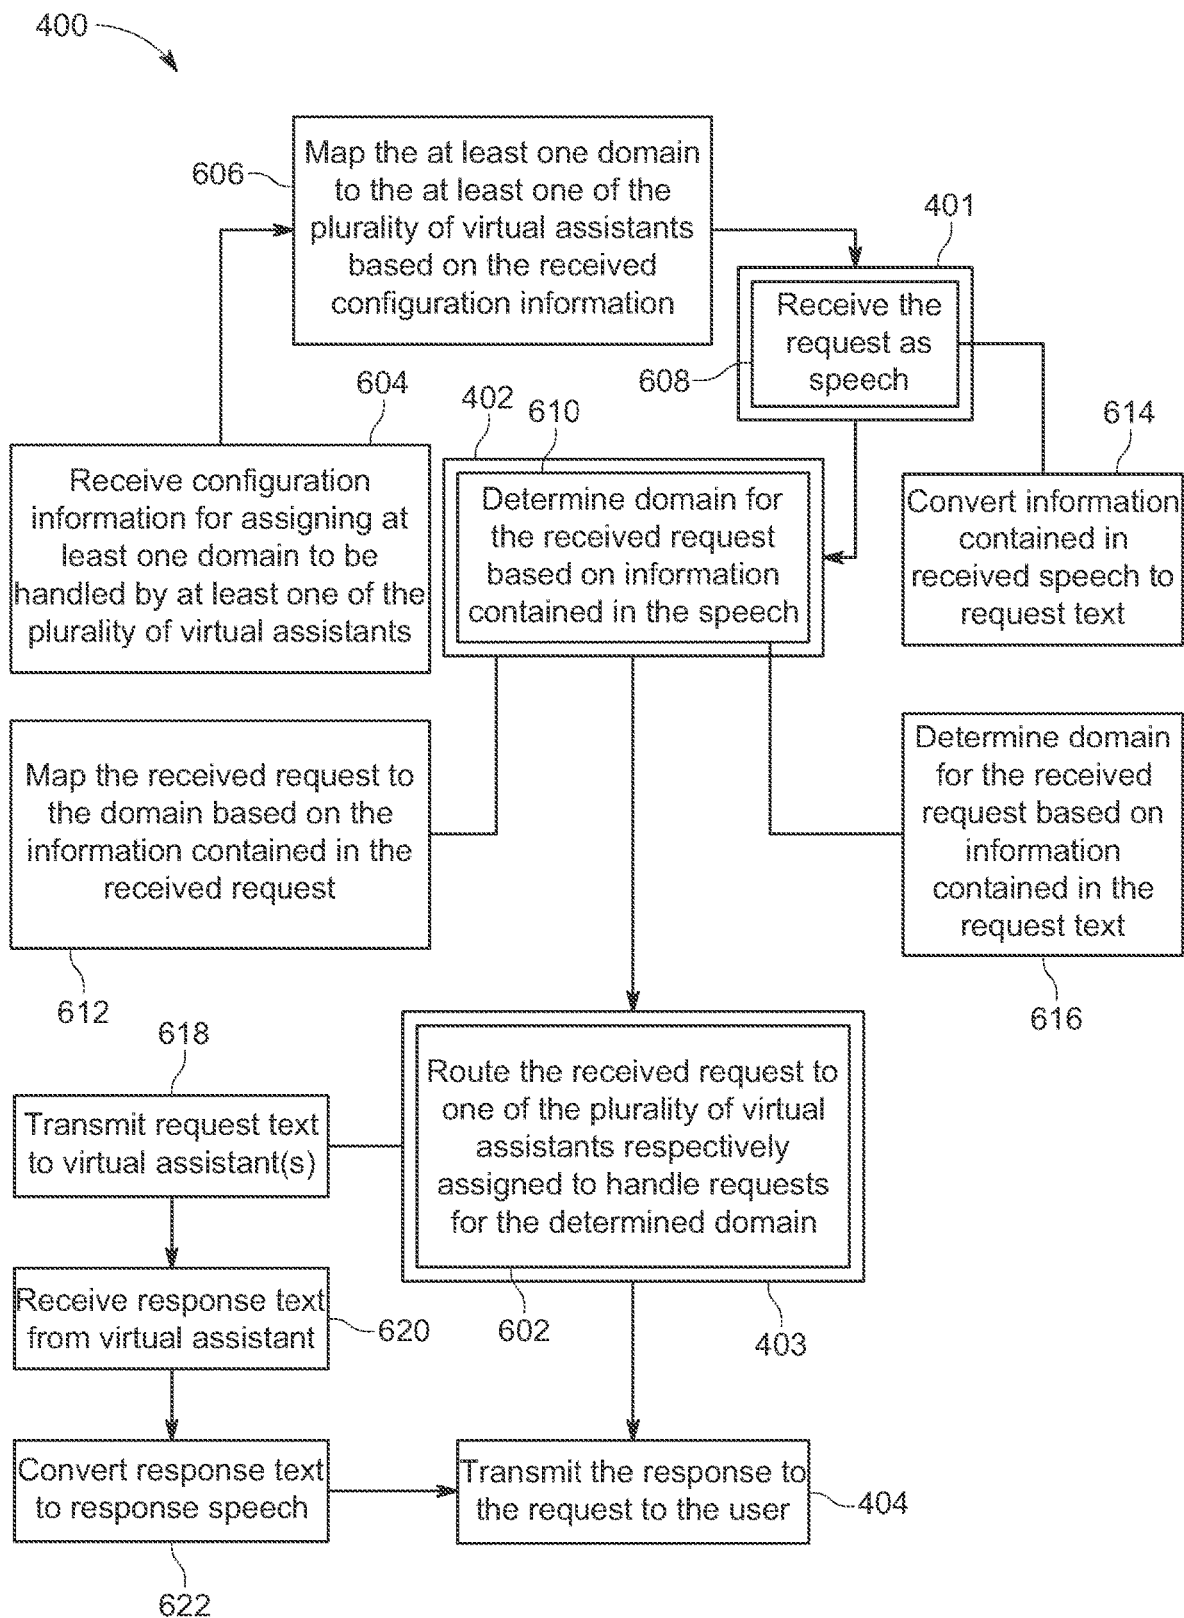 400
606
Map the at least one domain
to the at least one of the
plurality of virtual assistants
based on the received
configuration information
401
Receive the
request as
speech
608
604
402
610
614
Receive configuration
information for assigning at
least one domain to be
handled by at least one of the
plurality of virtual assistants
Determine domain for
the received request
based on information
contained in the speech
Convert information
contained in
received speech to
request text
Map the received request to
the domain based on the
information contained in the
received request
612
Determine domain
for the received
request based on
information
contained in the
request text
616
618
Transmit request text
to virtual assistant(s)
Route the received request to
one of the plurality of virtual
assistants respectively
assigned to handle requests
for the determined domain
602
403
Receive response text
from virtual assistant
620
Convert response text
to response speech
622
Transmit the response to
the request to the user
404